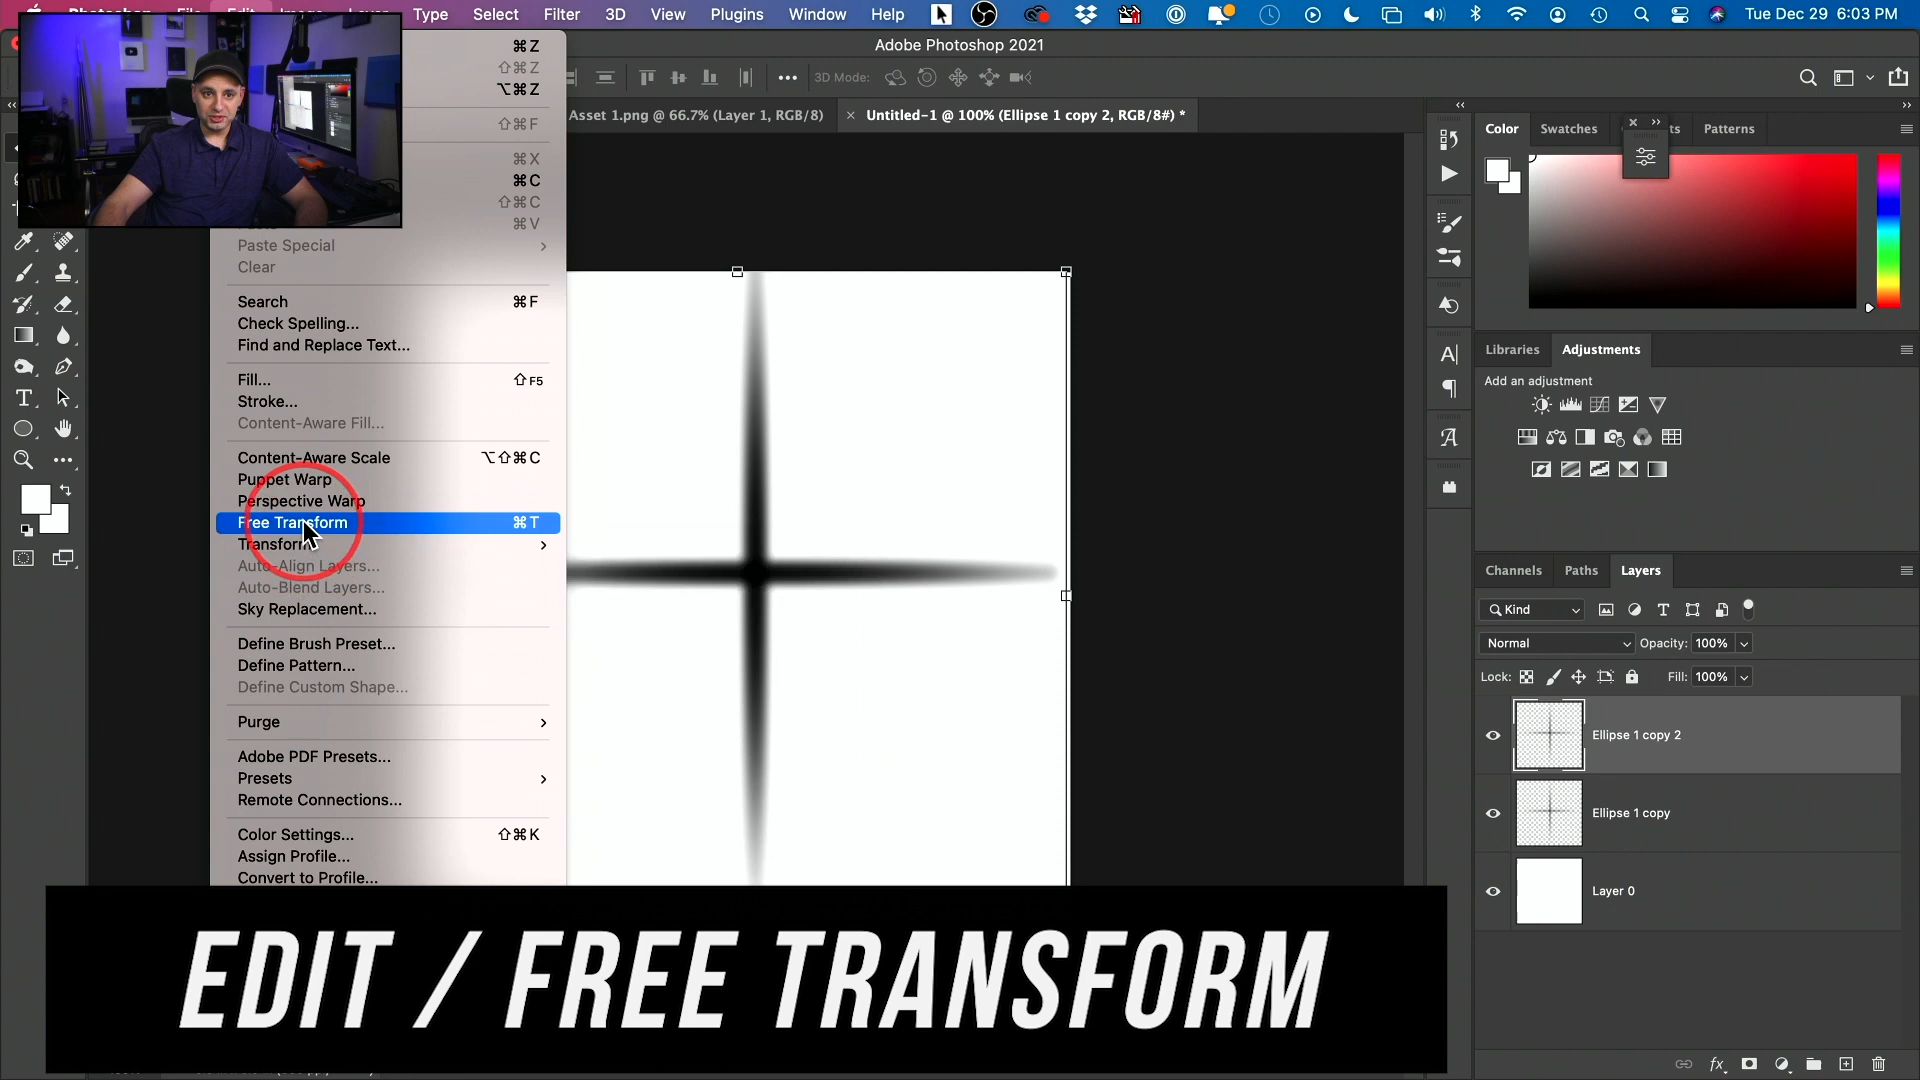 Type Select Filter 3D View Plugins Window Help
Tue Dec 29 6:03 PM
Adobe Photoshop 2021
⌘Z
⇧⌘Z
⌥⌘Z
3D Mode:
Asset 1.png @ 66.7% (Layer 1, RGB/8)
× Untitled-1 @ 100% (Ellipse 1 copy 2, RGB/8#) *
⇧⌘F
⌘X
⌘C
⇧⌘C
⌘V
Paste Special
Clear
Search ⌘F
Check Spelling...
Find and Replace Text...
Fill... ⇧F5
Stroke...
Content-Aware Fill...
Content-Aware Scale ⌥⇧⌘C
Puppet Warp
Perspective Warp
Free Transform ⌘T
Transform
Auto-Align Layers...
Auto-Blend Layers...
Sky Replacement...
Define Brush Preset...
Define Pattern...
Define Custom Shape...
Purge
Adobe PDF Presets...
Presets
Remote Connections...
Color Settings... ⇧⌘K
Assign Profile...
Convert to Profile...
Color Swatches Patterns
Libraries Adjustments
Add an adjustment
Channels Paths Layers
Kind
Normal Opacity: 100%
Lock: Fill: 100%
Ellipse 1 copy 2
Ellipse 1 copy
Layer 0
EDIT / FREE TRANSFORM